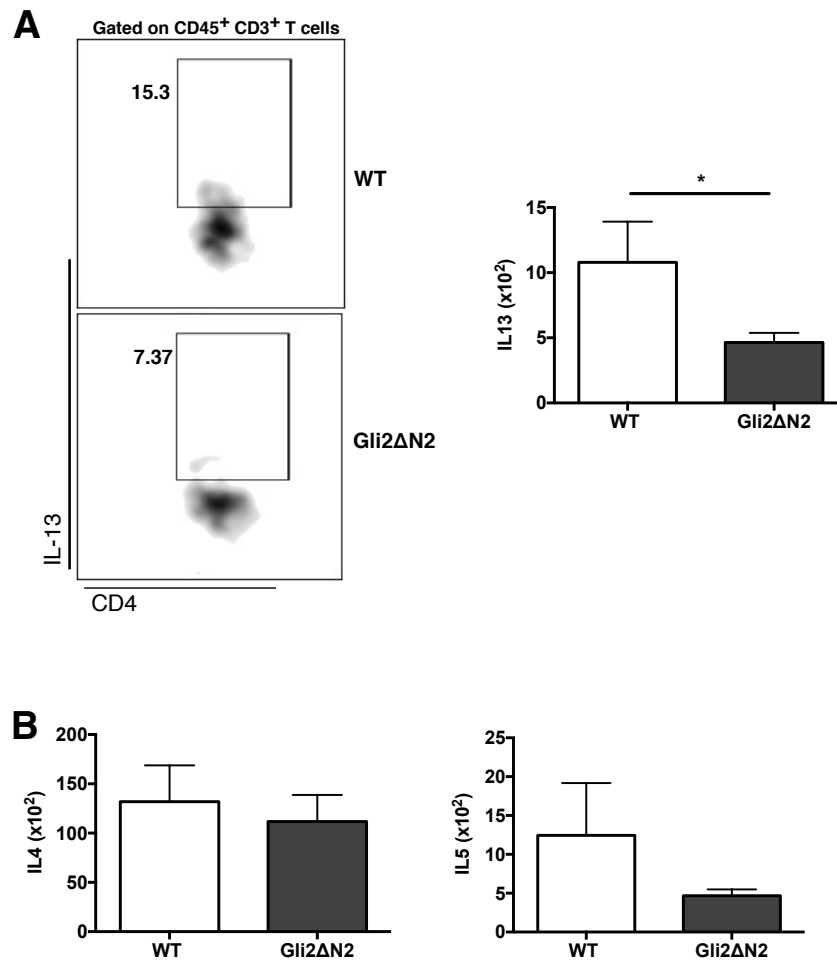 A
Gated on CD45+ CD3+ T cells
15.3
WT
7.37
Gli2ΔN2
IL-13
CD4
*
15
10
5
0
IL13 (x10²)
WT
Gli2ΔN2
B
200
150
100
50
0
IL4 (x10²)
WT
Gli2ΔN2
25
20
15
10
5
0
IL5 (x10²)
WT
Gli2ΔN2